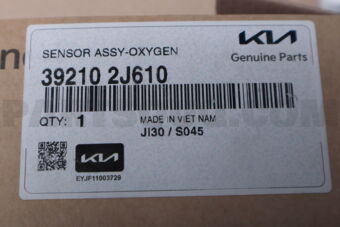 SENSOR ASSY-OXYGEN
KIA
Genuine Parts
39210 2J610
QTY: 1
MADE IN VIET NAM
JI30 / S045
KIA
EYJF11003729